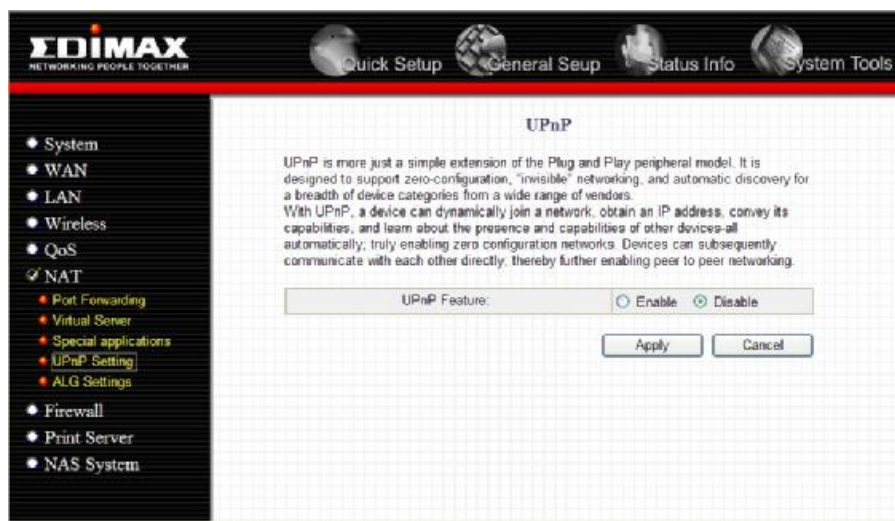 EDIMAX
NETWORKING PEOPLE TOGETHER
Quick Setup
General Seup
Status Info
System Tools
System
WAN
LAN
Wireless
QoS
NAT
Port Forwarding
Virtual Server
Special applications
UPnP Setting
ALG Settings
Firewall
Print Server
NAS System
UPnP
UPnP is more just a simple extension of the Plug and Play peripheral model. It is
designed to support zero-configuration, "invisible" networking, and automatic discovery for
a breadth of device categories from a wide range of vendors.
With UPnP, a device can dynamically join a network, obtain an IP address, convey its
capabilities, and learn about the presence and capabilities of other devices-all
automatically; truly enabling zero configuration networks. Devices can subsequently
communicate with each other directly; thereby further enabling peer to peer networking.
UPnP Feature: Enable Disable
Apply Cancel